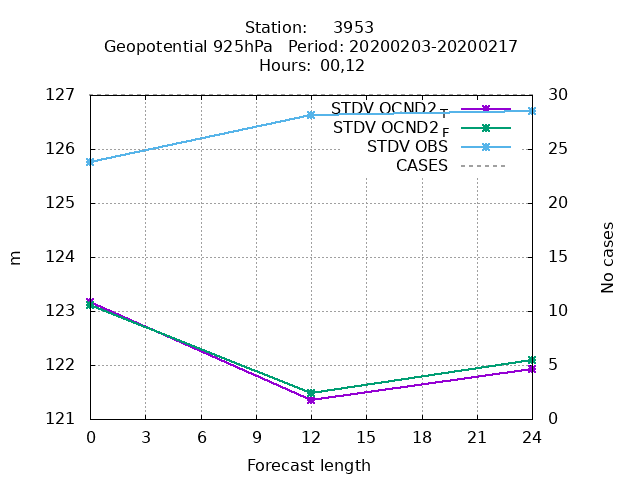 Station: 3953
Geopotential 925hPa Period: 20200203-20200217
Hours: 00,12
127
126
125
124
123
122
121
m
0 3 6 9 12 15 18 21 24
Forecast length
30
25
20
15
10
5
0
No cases
STDV OCND2 T
STDV OCND2 F
STDV OBS
CASES